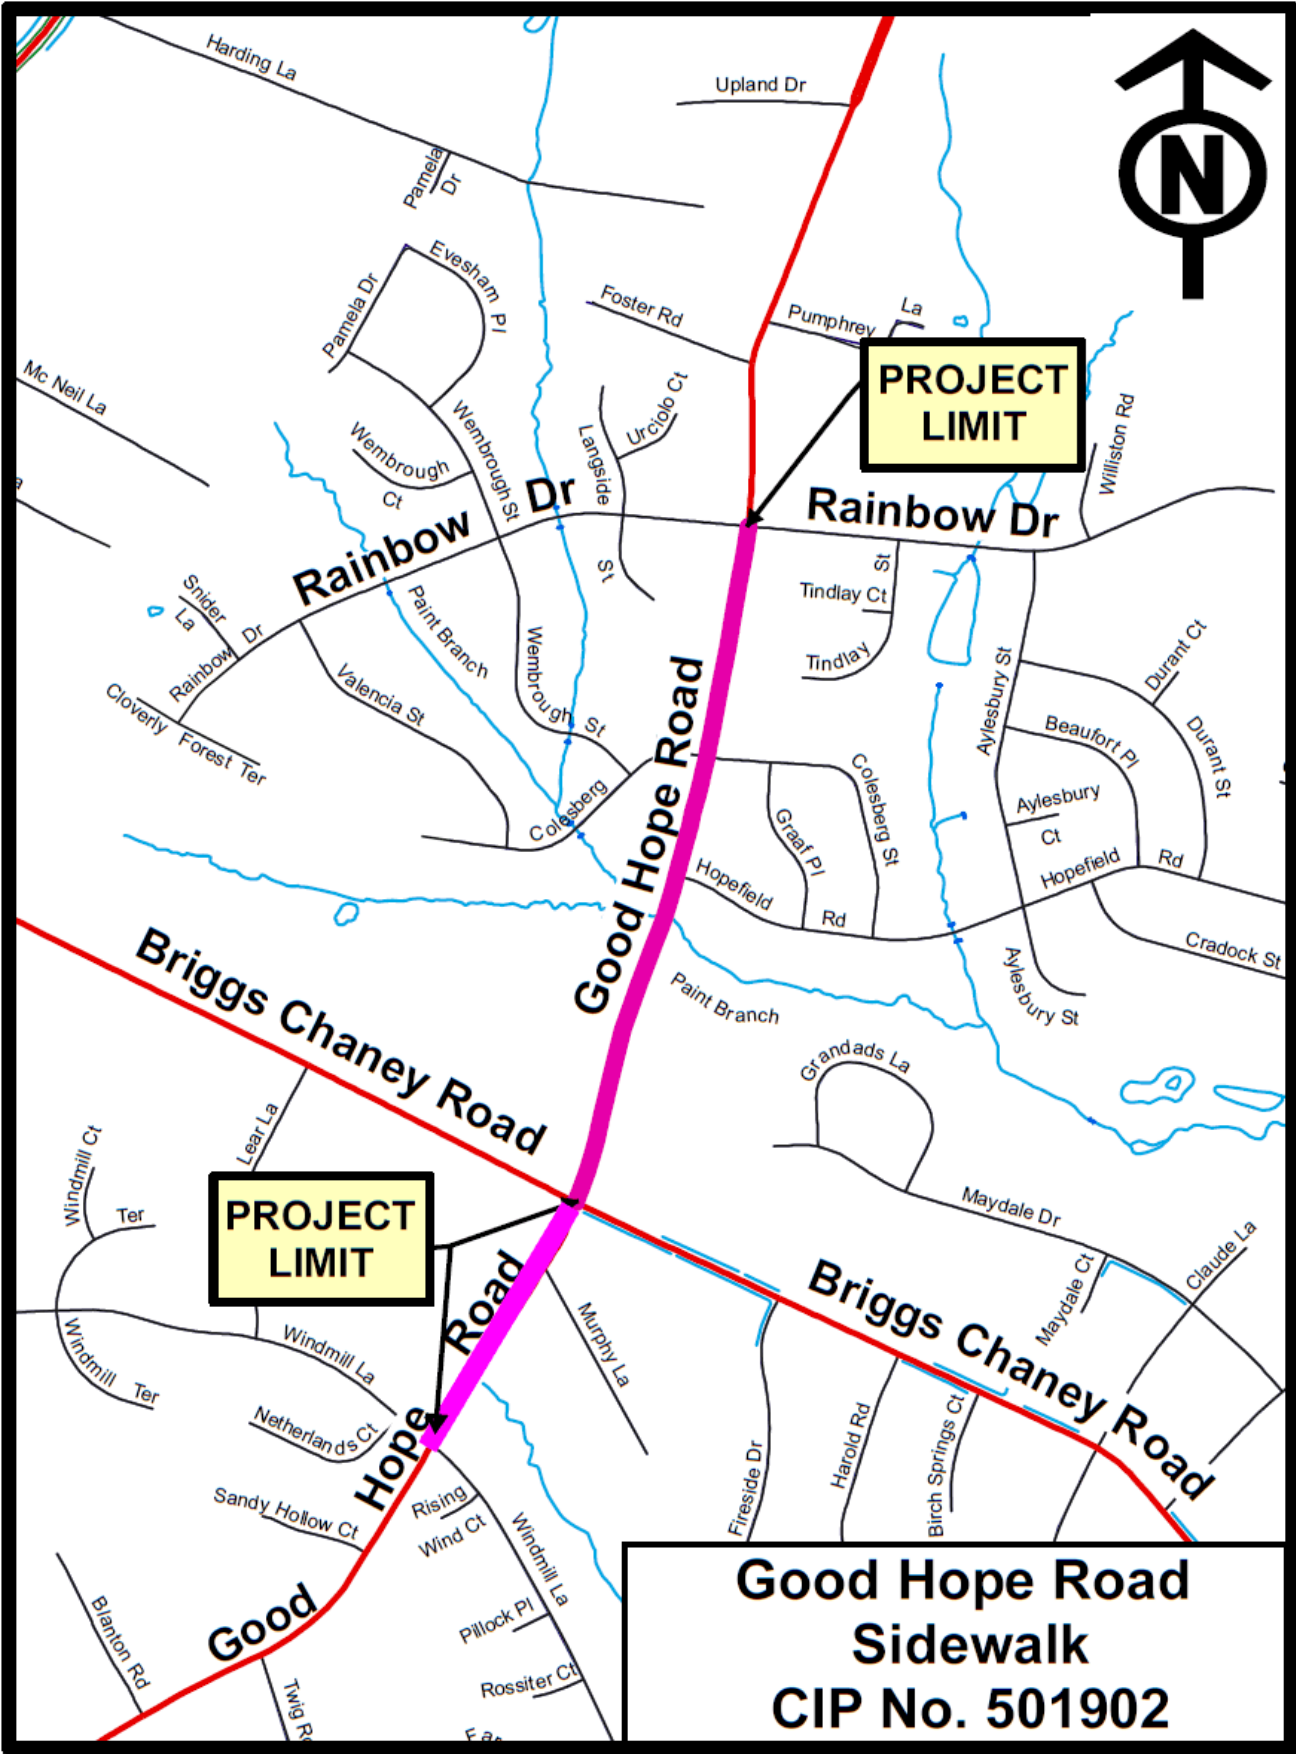 Harding La
Upland Dr
N
Pamela
Dr
Evesham Pl
Pamela Dr
Foster Rd
Pumphrey
La
PROJECT
LIMIT
Mc Neil La
Urciolo Ct
Langside
St
Wembrough
Ct
Wembrough St
Williston Rd
Rainbow Dr
Rainbow Dr
Snider
La
Rainbow Dr
Paint Branch
Tindlay Ct
St
Tindlay
Wembrough St
Valencia St
Cloverly Forest Ter
Durant Ct
Aylesbury St
Beaufort Pl
Durant St
Good Hope Road
Colesberg
Colesberg St
Graaf Pl
Aylesbury
Ct
Hopefield Rd
Hopefield
Rd
Cradock St
Briggs Chaney Road
Paint Branch
Aylesbury St
Grandads La
Lear La
Windmill Ct
Ter
PROJECT
LIMIT
Maydale Dr
Claude La
Maydale Ct
Briggs Chaney Road
Murphy La
Windmill La
Windmill Ter
Netherlands Ct
Good Hope Road
Fireside Dr
Harold Rd
Birch Springs Ct
Sandy Hollow Ct
Rising
Wind Ct
Windmill La
Blanton Rd
Pillock Pl
Rossiter Ct
Twig
Good Hope Road
Sidewalk
CIP No. 501902